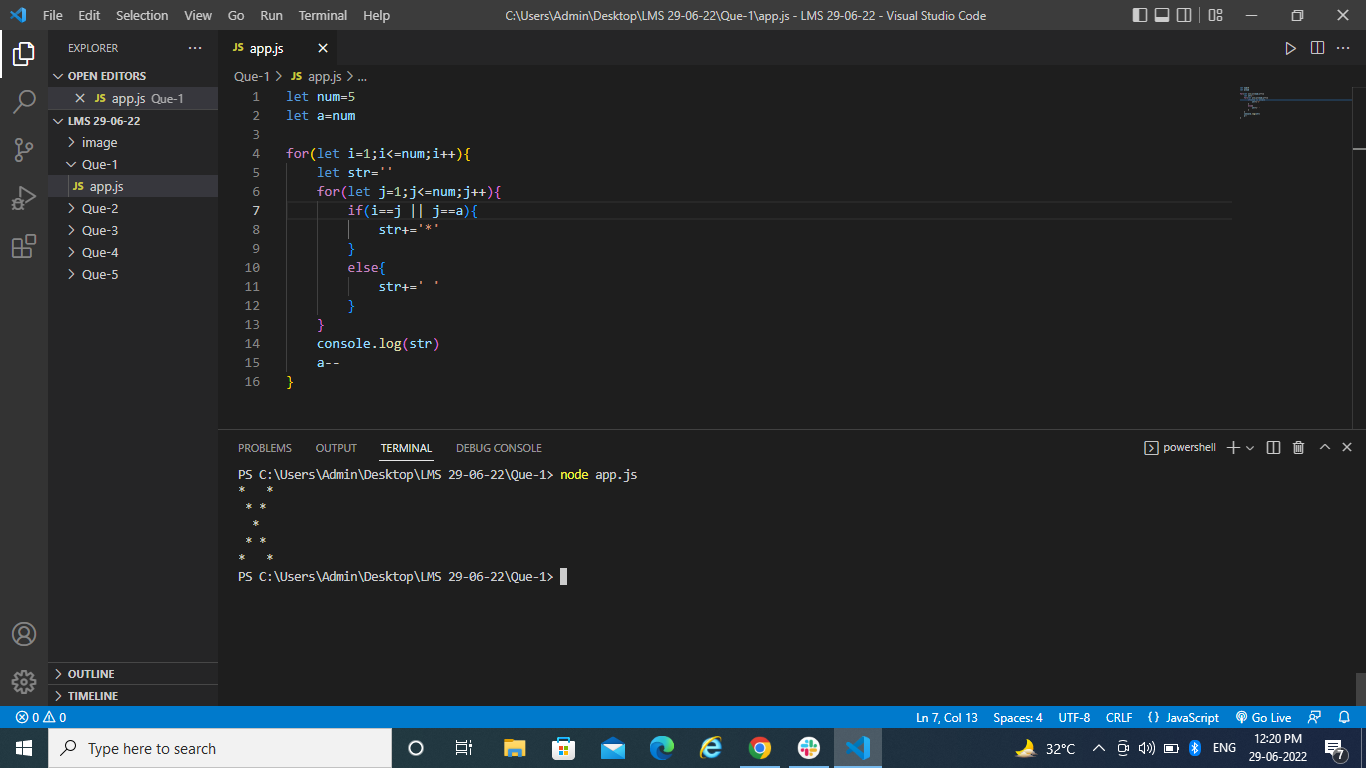 File Edit Selection View Go Run Terminal Help C:\Users\Admin\Desktop\LMS 29-06-22\Que-1\app.js - LMS 29-06-22 - Visual Studio Code
EXPLORER
OPEN EDITORS
JS app.js Que-1
LMS 29-06-22
image
Que-1
JS app.js
Que-2
Que-3
Que-4
Que-5
OUTLINE
TIMELINE
JS app.js
Que-1 > JS app.js > ...
1 let num=5
2 let a=num
3
4 for(let i=1;i<=num;i++){
5     let str=''
6     for(let j=1;j<=num;j++){
7         if(i==j || j==a){
8             str+='*'
9         }
10         else{
11             str+=' '
12         }
13     }
14     console.log(str)
15     a--
16 }
PROBLEMS OUTPUT TERMINAL DEBUG CONSOLE powershell
PS C:\Users\Admin\Desktop\LMS 29-06-22\Que-1> node app.js
*   *
 * *
  *
 * *
*   *
PS C:\Users\Admin\Desktop\LMS 29-06-22\Que-1>
0 0 Ln 7, Col 13 Spaces: 4 UTF-8 CRLF {} JavaScript Go Live
Type here to search 32°C ENG 12:20 PM
29-06-2022 7